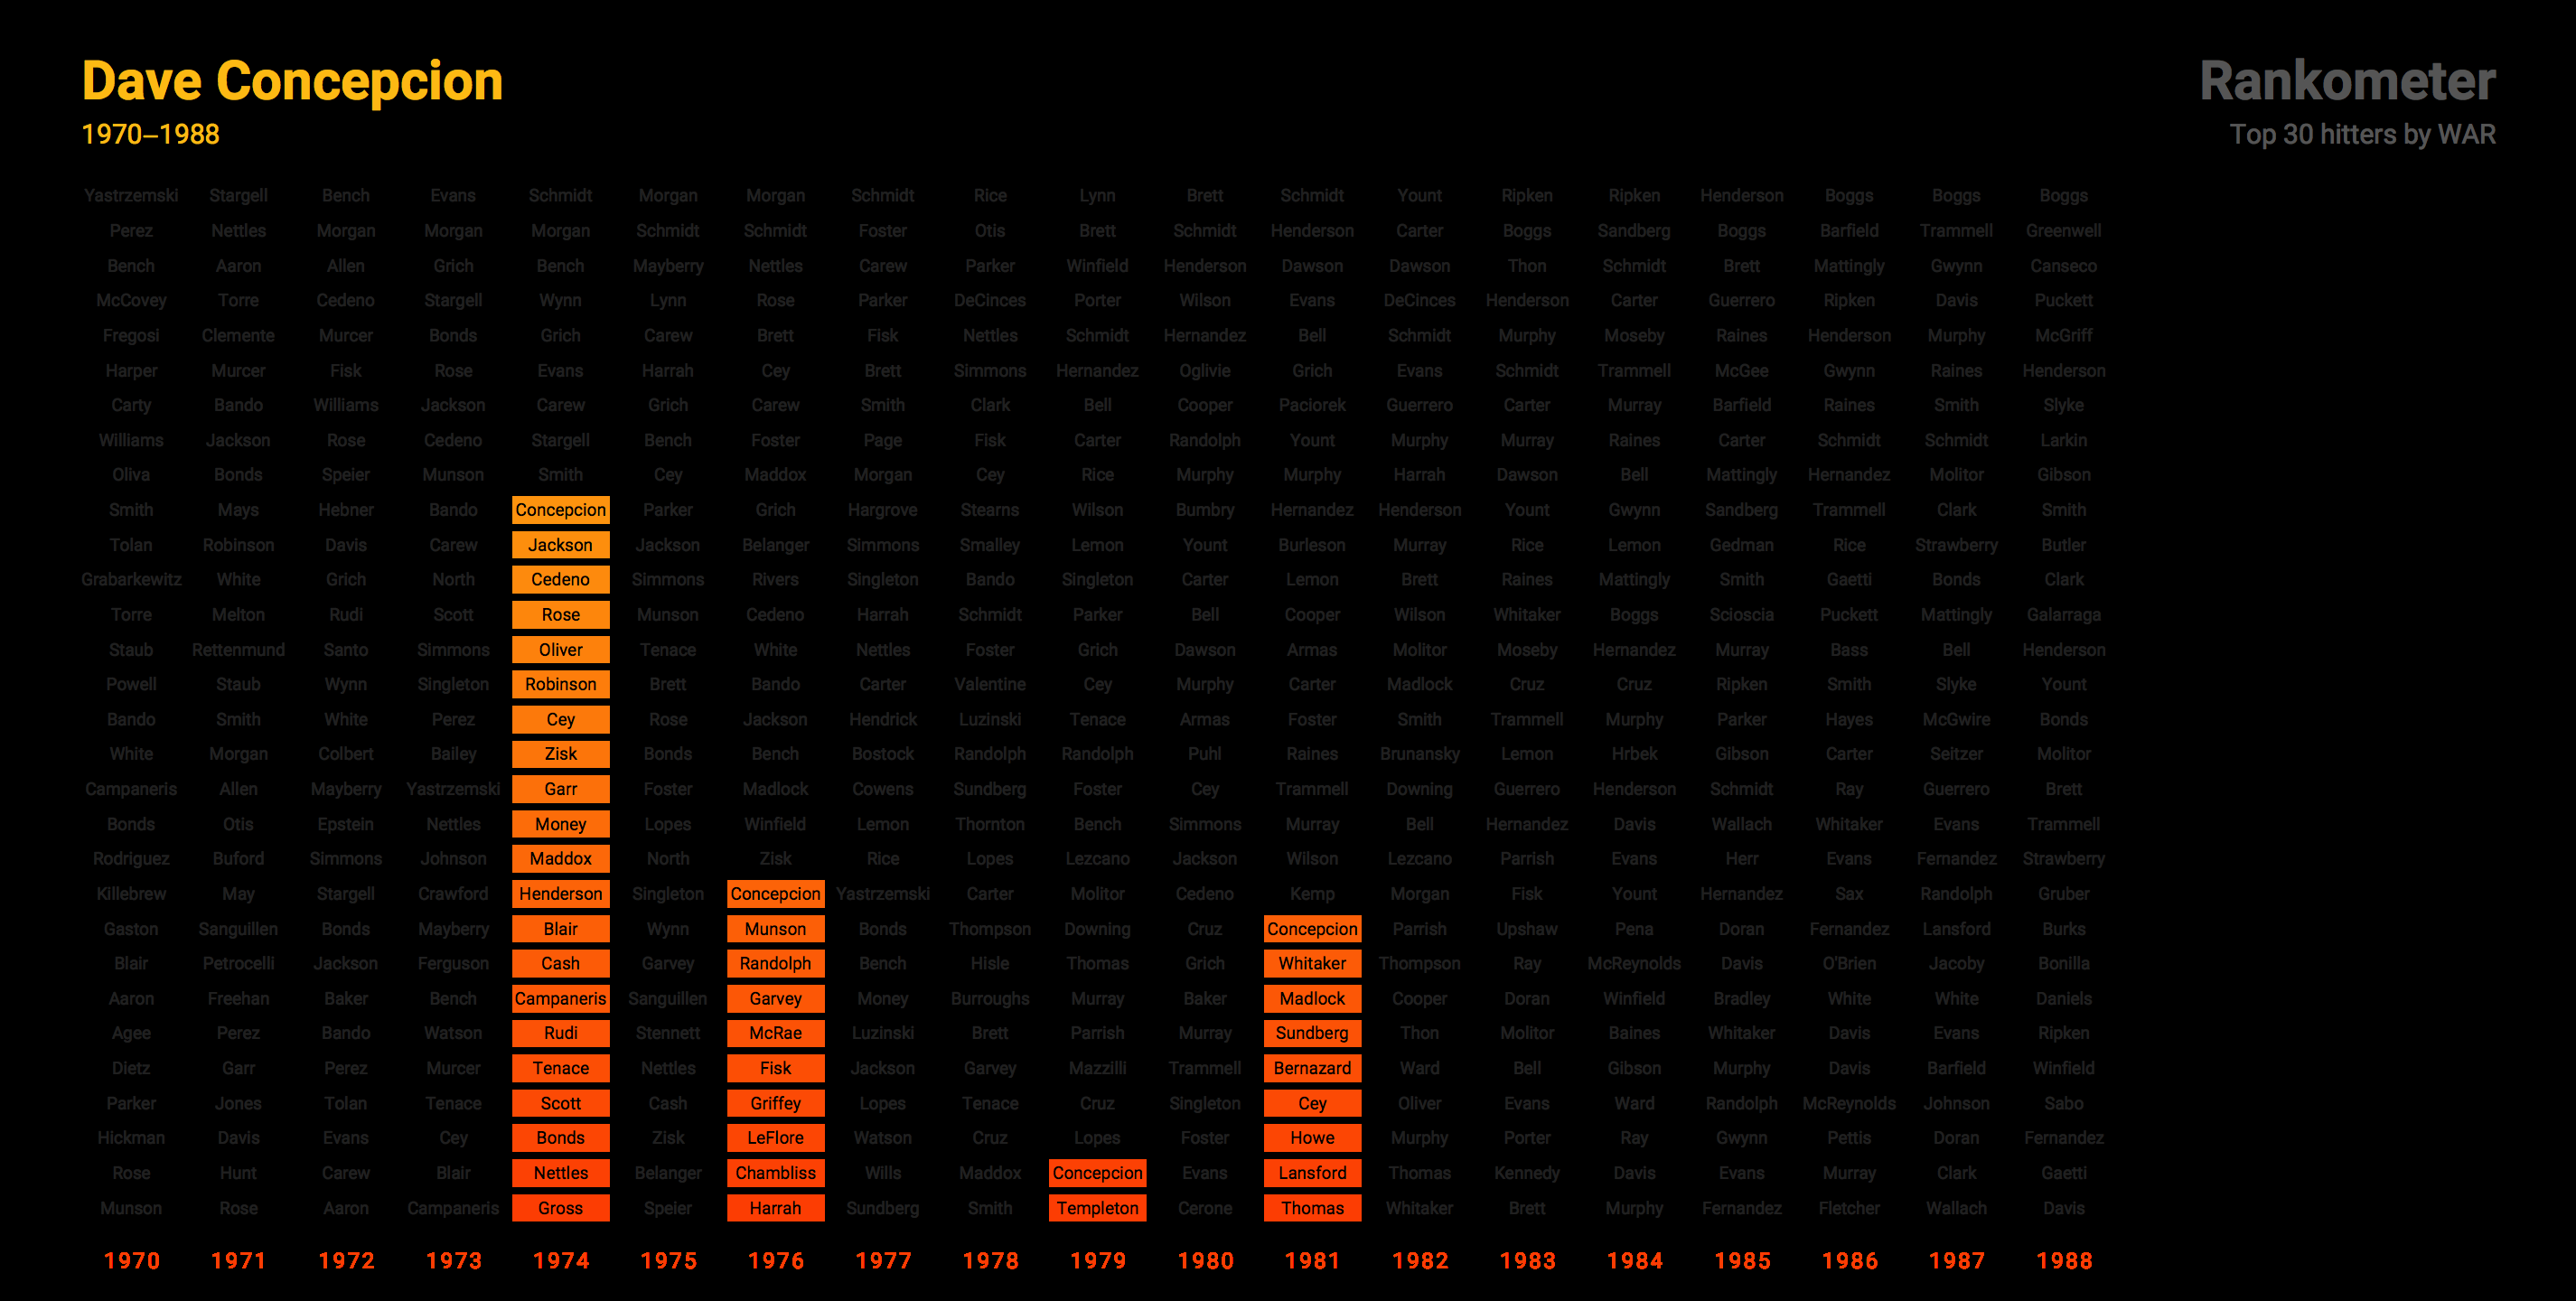 Dave Concepcion
1970–1988
Rankometer
Top 30 hitters by WAR
Yastrzemski Stargell Bench Evans Schmidt Morgan Morgan Schmidt Rice Lynn Brett Schmidt Yount Ripken Ripken Henderson Boggs Boggs Boggs
Perez Nettles Morgan Morgan Morgan Schmidt Schmidt Foster Otis Brett Schmidt Henderson Carter Boggs Sandberg Boggs Barfield Trammell Greenwell
Bench Aaron Allen Grich Bench Mayberry Nettles Carew Parker Winfield Henderson Dawson Dawson Thon Schmidt Brett Mattingly Gwynn Canseco
McCovey Torre Cedeno Stargell Wynn Lynn Rose Parker DeCinces Porter Wilson Evans DeCinces Henderson Carter Guerrero Ripken Davis Puckett
Fregosi Clemente Murcer Bonds Grich Carew Brett Fisk Nettles Schmidt Hernandez Bell Schmidt Murphy Moseby Raines Henderson Murphy McGriff
Harper Murcer Fisk Rose Evans Harrah Cey Brett Simmons Hernandez Oglivie Grich Evans Schmidt Trammell McGee Gwynn Raines Henderson
Carty Bando Williams Jackson Carew Grich Carew Smith Clark Bell Cooper Paciorek Guerrero Carter Murray Barfield Raines Smith Slyke
Williams Jackson Rose Cedeno Stargell Bench Foster Page Fisk Carter Randolph Yount Murphy Murray Raines Carter Schmidt Schmidt Larkin
Oliva Bonds Speier Munson Smith Cey Maddox Morgan Cey Rice Murphy Murphy Harrah Dawson Bell Mattingly Hernandez Molitor Gibson
Smith Mays Hebner Bando Concepcion Parker Grich Hargrove Stearns Wilson Bumbry Hernandez Henderson Yount Gwynn Sandberg Trammell Clark Smith
Tolan Robinson Davis Carew Jackson Jackson Belanger Simmons Smalley Lemon Yount Burleson Murray Rice Lemon Gedman Rice Strawberry Butler
Grabarkewitz White Grich North Cedeno Simmons Rivers Singleton Bando Singleton Carter Lemon Brett Raines Mattingly Smith Gaetti Bonds Clark
Torre Melton Rudi Scott Rose Munson Cedeno Harrah Schmidt Parker Bell Cooper Wilson Whitaker Boggs Scioscia Puckett Mattingly Galarraga
Staub Rettenmund Santo Simmons Oliver Tenace White Nettles Foster Grich Dawson Armas Molitor Moseby Hernandez Murray Bass Bell Henderson
Powell Staub Wynn Singleton Robinson Brett Bando Carter Valentine Cey Murphy Carter Madlock Cruz Cruz Ripken Smith Slyke Yount
Bando Smith White Perez Cey Rose Jackson Hendrick Luzinski Tenace Armas Foster Smith Trammell Murphy Parker Hayes McGwire Bonds
White Morgan Colbert Bailey Zisk Bonds Bench Bostock Randolph Randolph Puhl Raines Brunansky Lemon Hrbek Gibson Carter Seitzer Molitor
Campaneris Allen Mayberry Yastrzemski Garr Foster Madlock Cowens Sundberg Foster Cey Trammell Downing Guerrero Henderson Schmidt Ray Guerrero Brett
Bonds Otis Epstein Nettles Money Lopes Winfield Lemon Thornton Bench Simmons Murray Bell Hernandez Davis Wallach Whitaker Evans Trammell
Rodriguez Buford Simmons Johnson Maddox North Zisk Rice Lopes Lezcano Jackson Wilson Lezcano Parrish Evans Herr Evans Fernandez Strawberry
Killebrew May Stargell Crawford Henderson Singleton Concepcion Yastrzemski Carter Molitor Cedeno Kemp Morgan Fisk Yount Hernandez Sax Randolph Gruber
Gaston Sanguillen Bonds Mayberry Blair Wynn Munson Bonds Thompson Downing Cruz Concepcion Parrish Upshaw Pena Doran Fernandez Lansford Burks
Blair Petrocelli Jackson Ferguson Cash Garvey Randolph Bench Hisle Thomas Grich Whitaker Thompson Ray McReynolds Davis O'Brien Jacoby Bonilla
Aaron Freehan Baker Bench Campaneris Sanguillen Garvey Money Burroughs Murray Baker Madlock Cooper Doran Winfield Bradley White White Daniels
Agee Perez Bando Watson Rudi Stennett McRae Luzinski Brett Parrish Murray Sundberg Thon Molitor Baines Whitaker Davis Evans Ripken
Dietz Garr Perez Murcer Tenace Nettles Fisk Jackson Garvey Mazzilli Trammell Bernazard Ward Bell Gibson Murphy Davis Barfield Winfield
Parker Jones Tolan Tenace Scott Cash Griffey Lopes Tenace Cruz Singleton Cey Oliver Evans Ward Randolph McReynolds Johnson Sabo
Hickman Davis Evans Cey Bonds Zisk LeFlore Watson Cruz Lopes Foster Howe Murphy Porter Ray Gwynn Pettis Doran Fernandez
Rose Hunt Carew Blair Nettles Belanger Chambliss Wills Maddox Concepcion Evans Lansford Thomas Kennedy Davis Evans Murray Clark Gaetti
Munson Rose Aaron Campaneris Gross Speier Harrah Sundberg Smith Templeton Cerone Thomas Whitaker Brett Murphy Fernandez Fletcher Wallach Davis
1970 1971 1972 1973 1974 1975 1976 1977 1978 1979 1980 1981 1982 1983 1984 1985 1986 1987 1988